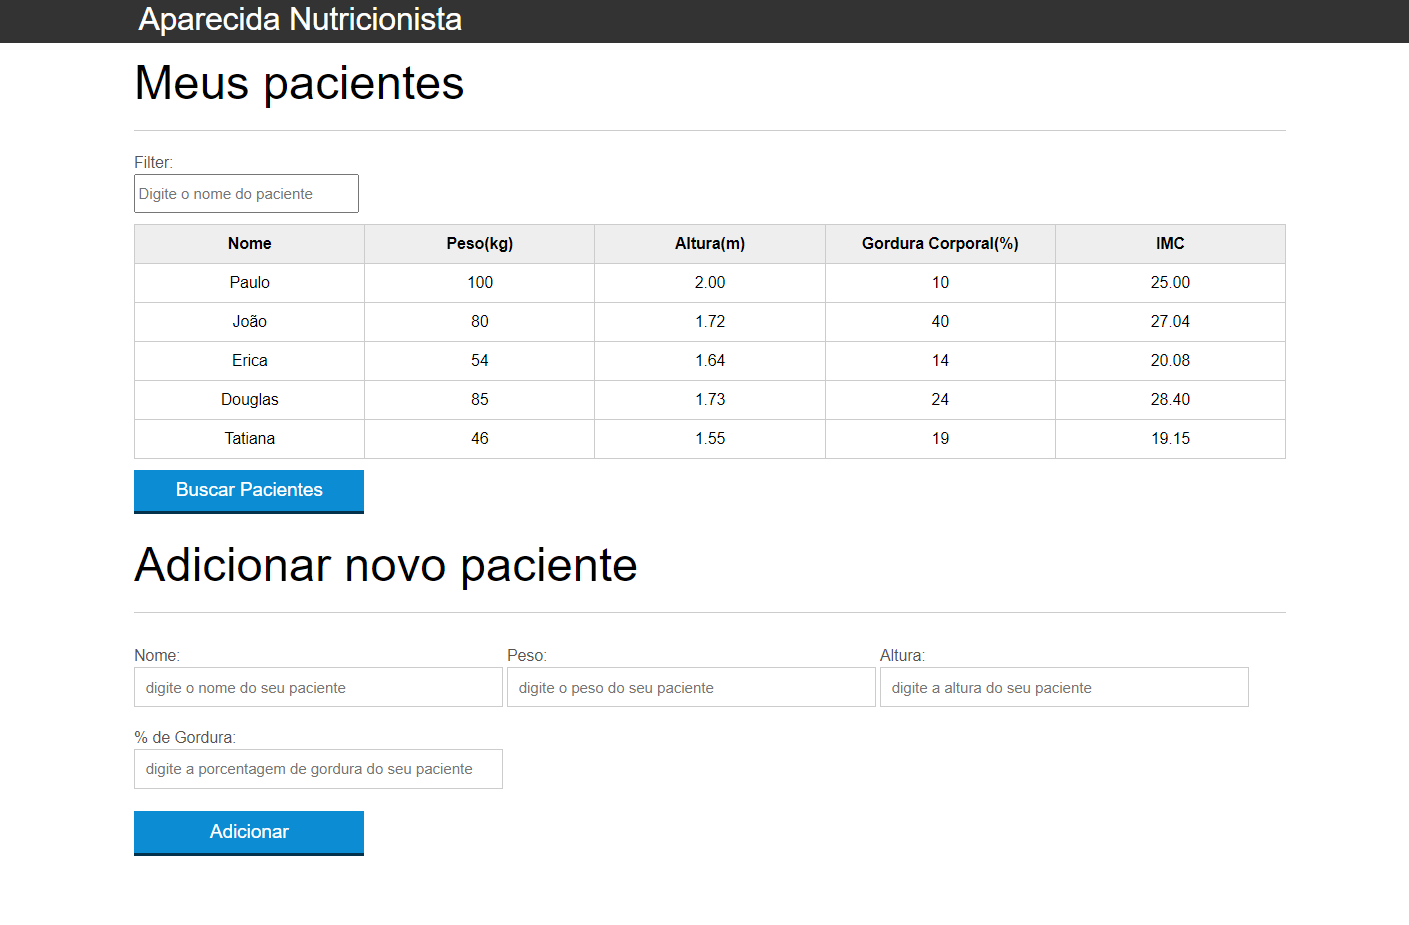 Aparecida Nutricionista
Meus pacientes
Filter:
Digite o nome do paciente
Nome Peso(kg) Altura(m) Gordura Corporal(%) IMC
Paulo 100 2.00 10 25.00
João 80 1.72 40 27.04
Erica 54 1.64 14 20.08
Douglas 85 1.73 24 28.40
Tatiana 46 1.55 19 19.15
Buscar Pacientes
Adicionar novo paciente
Nome: Peso: Altura:
digite o nome do seu paciente digite o peso do seu paciente digite a altura do seu paciente
% de Gordura:
digite a porcentagem de gordura do seu paciente
Adicionar